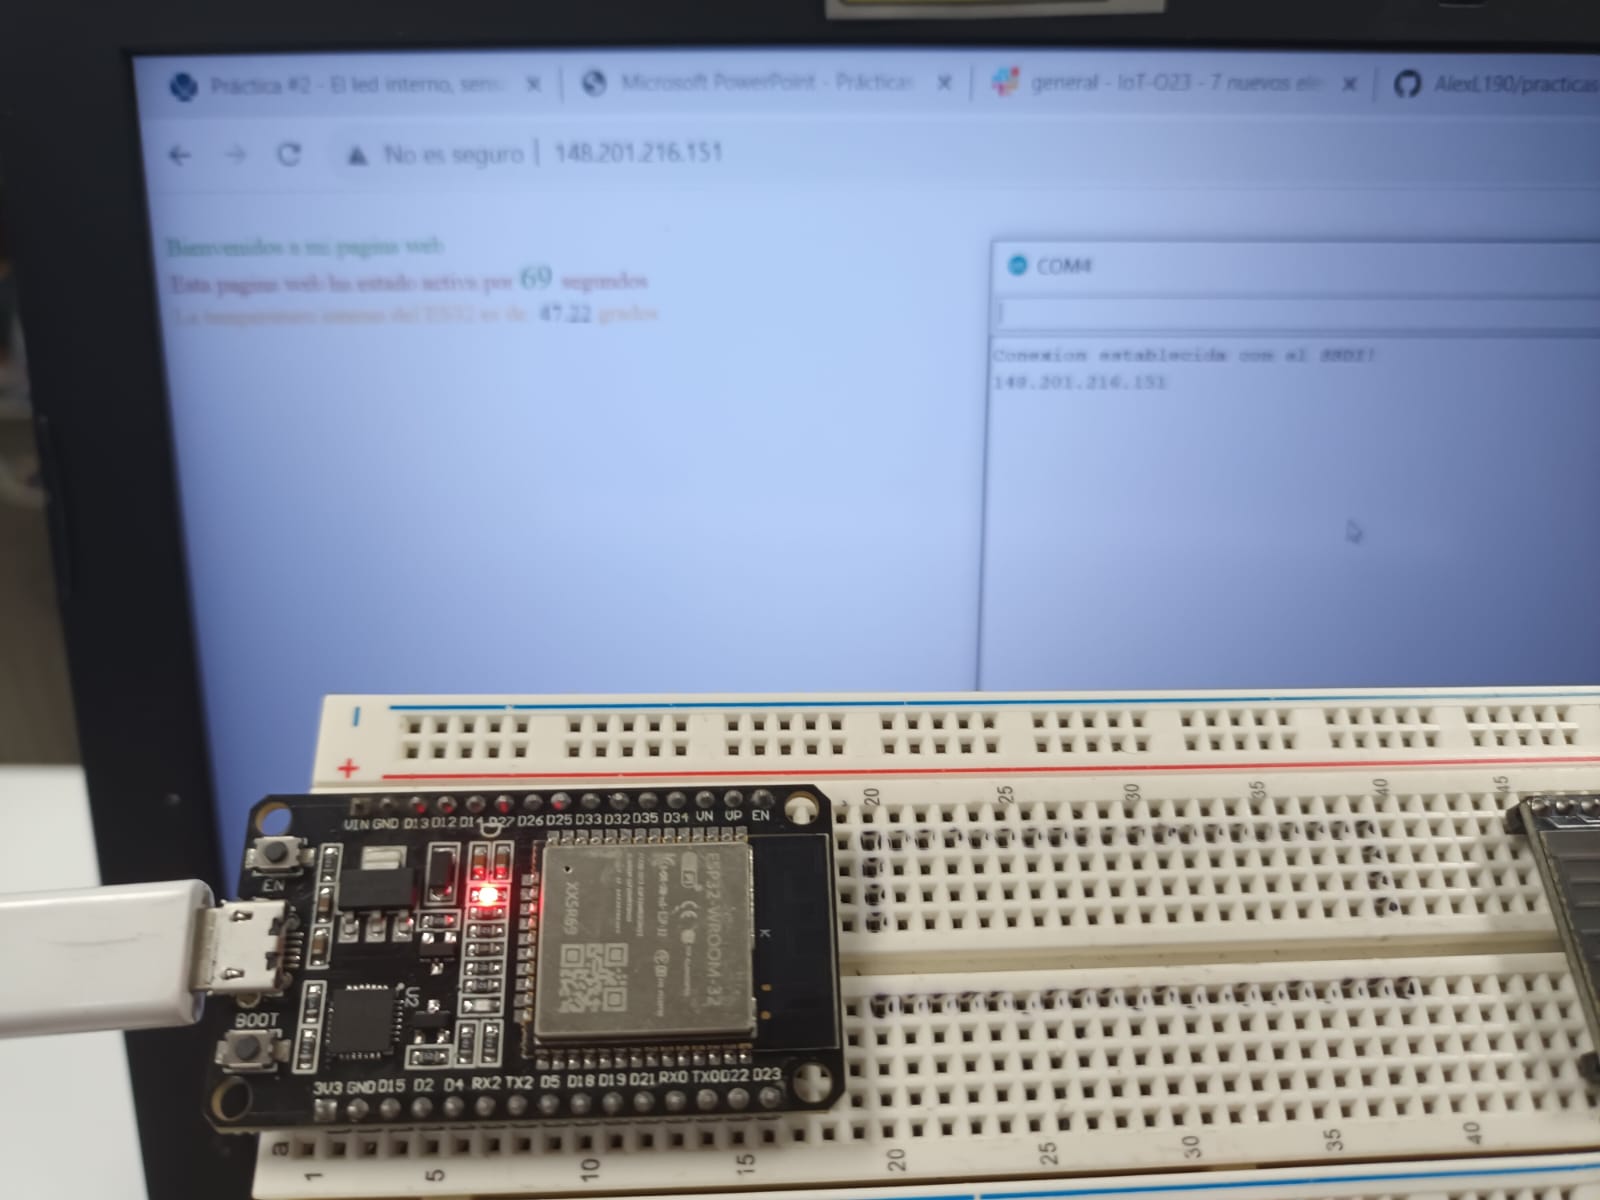 Práctica #2 - El led interno, sens
Microsoft PowerPoint - Prácticas
general - IoT-O23 - 7 nuevos ele
AlexL190/practicas
No es seguro | 148.201.216.151
Bienvenidos a mi pagina web
Esta pagina web ha estado activa por 69 segundos
La temperatura interna del ES32 es de 47.22 grados
COM4
Conexion establecida con el SSDI!
148.201.216.151
- 
+
20 25 30 35 40 45
VIN GND D13 D12 D14 D27 D26 D25 D33 D32 D35 D34 VN VP EN
EN
ESP32-WROOM-32
XX5R69
U2
BOOT
3V3 GND D15 D2 D4 RX2 TX2 D5 D18 D19 D21 RX0 TX0 D22 D23
a
1 5 10 15 20 25 30 35 40